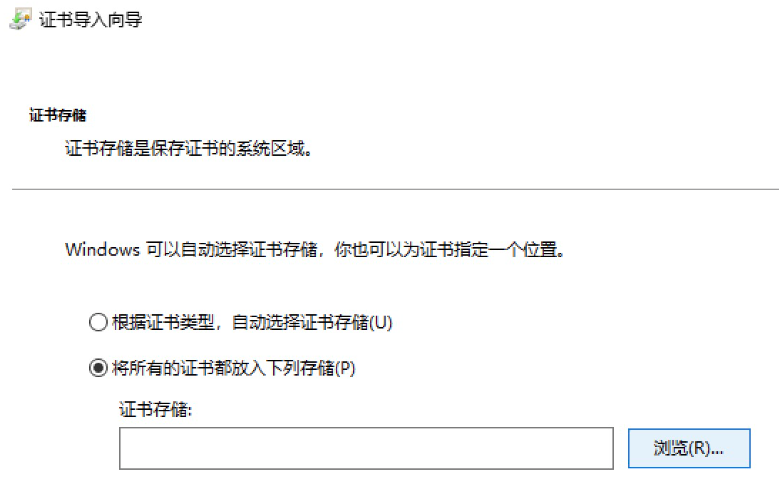 证书导入向导
证书存储
证书存储是保存证书的系统区域。
Windows 可以自动选择证书存储，你也可以为证书指定一个位置。
根据证书类型，自动选择证书存储(U)
将所有的证书都放入下列存储(P)
证书存储:
浏览(R)...